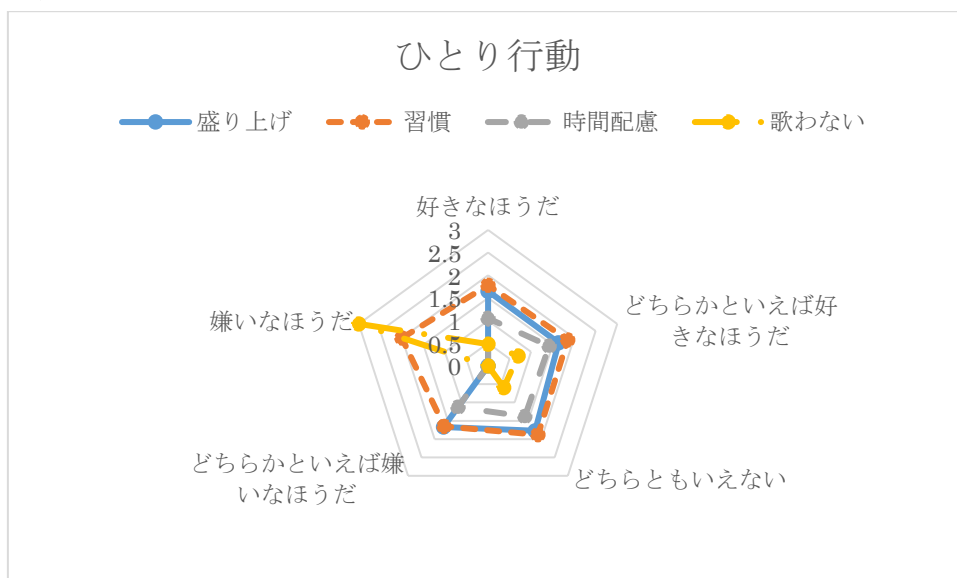 ひとり行動
盛り上げ 習慣 時間配慮 歌わない
好きなほうだ
3
2.5
2
1.5
1
0.5
0
どちらかといえば好
きなほうだ
嫌いなほうだ
どちらかといえば嫌
いなほうだ
どちらともいえない